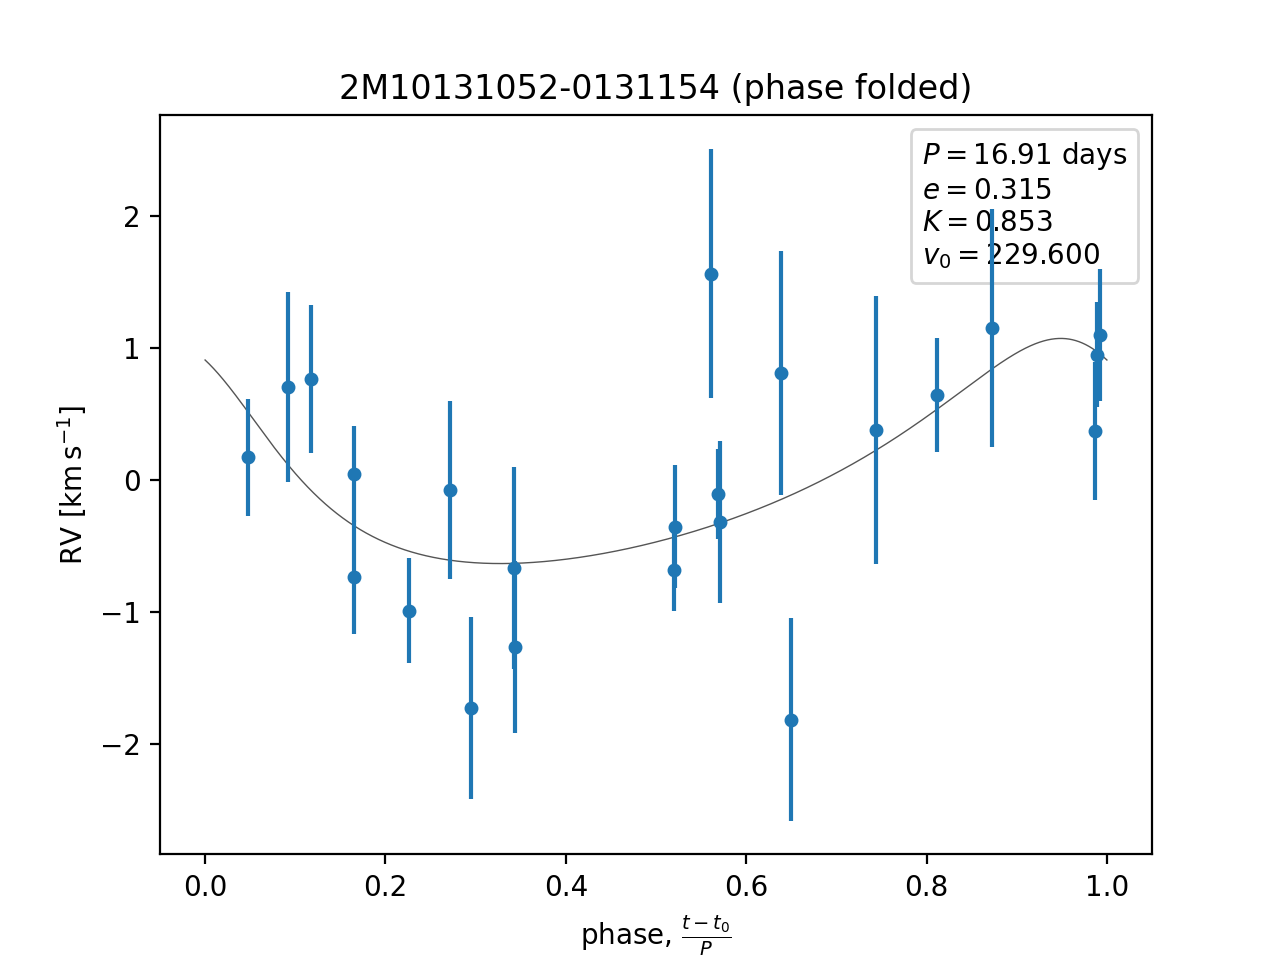 2M10131052-0131154 (phase folded)
P = 16.91 days
e = 0.315
K = 0.853
v₀ = 229.600
RV [km s⁻¹]
2
1
0
−1
−2
0.0 0.2 0.4 0.6 0.8 1.0
phase, (t − t₀)/P